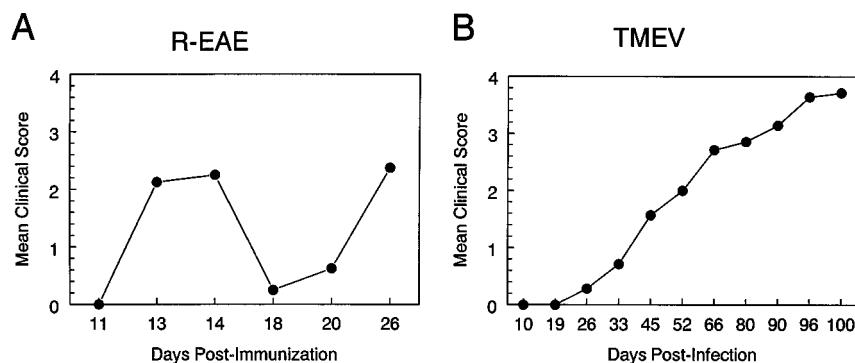 A
R-EAE
Mean Clinical Score
4
3
2
1
0
11 13 14 18 20 26
Days Post-Immunization
B
TMEV
Mean Clinical Score
4
3
2
1
0
10 19 26 33 45 52 66 80 90 96 100
Days Post-Infection